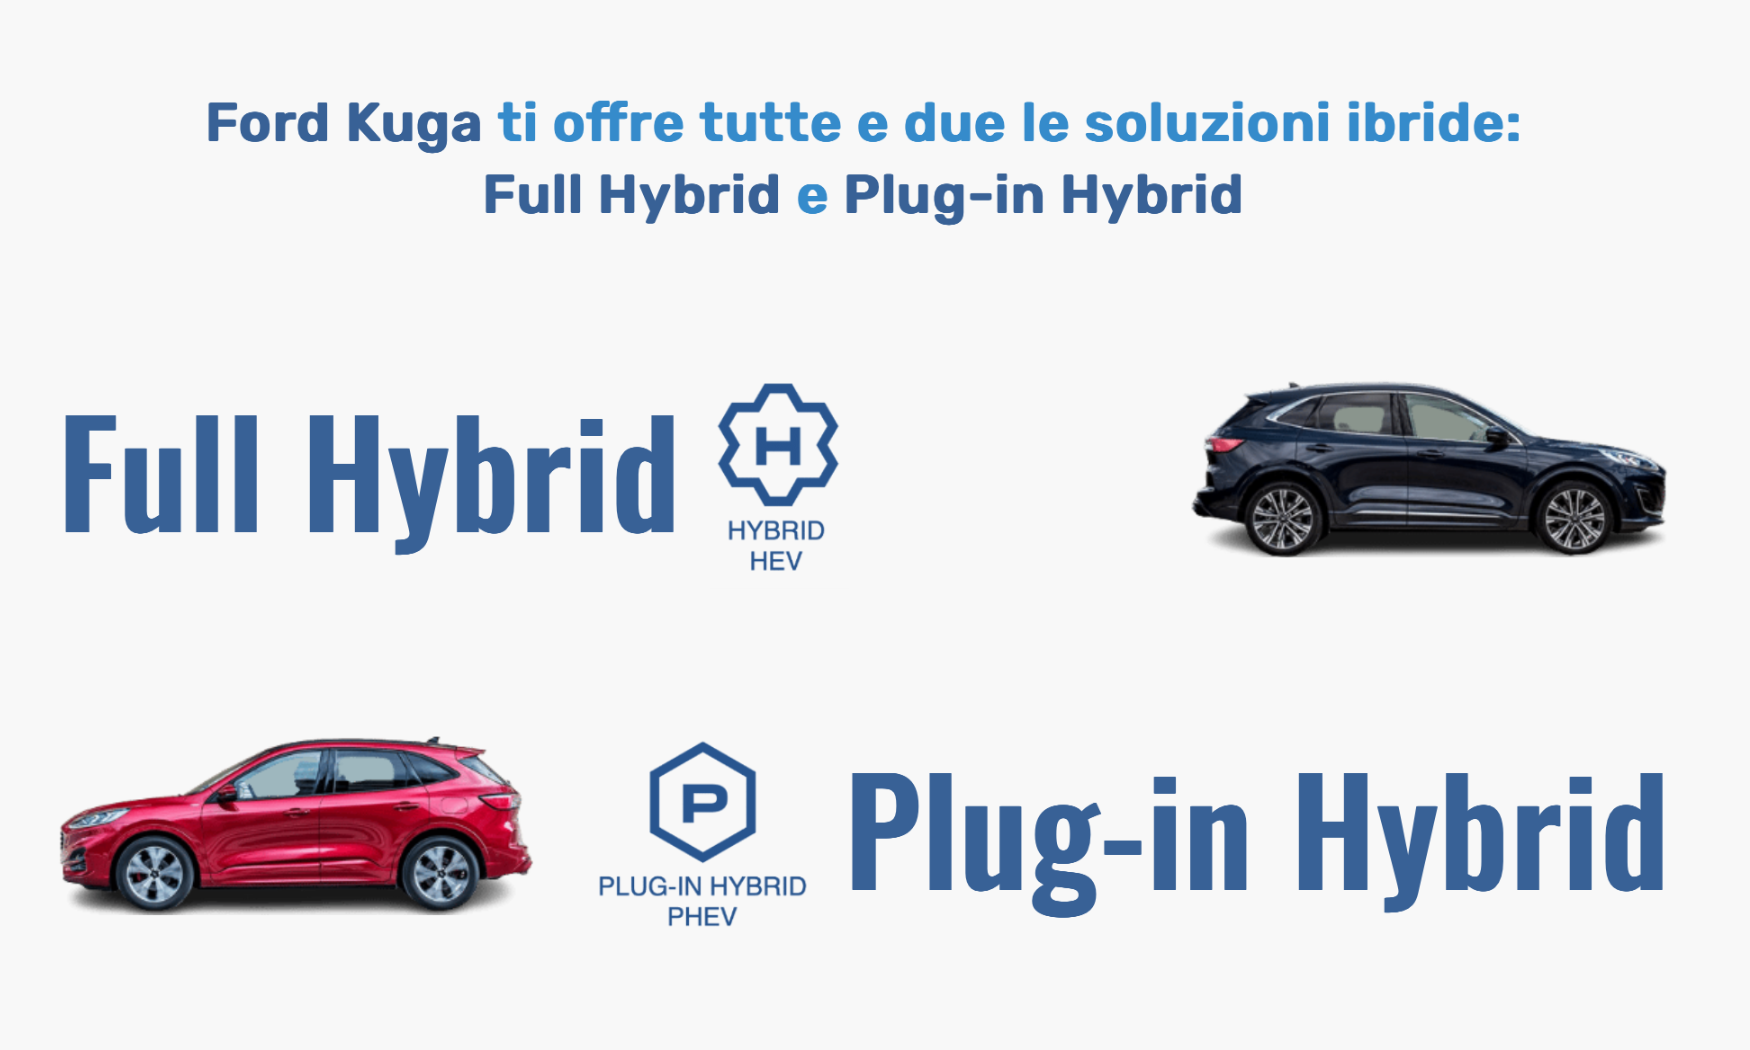 Ford Kuga ti offre tutte e due le soluzioni ibride:
Full Hybrid e Plug-in Hybrid
Full Hybrid
H
HYBRID
HEV
P
PLUG-IN HYBRID
PHEV
Plug-in Hybrid